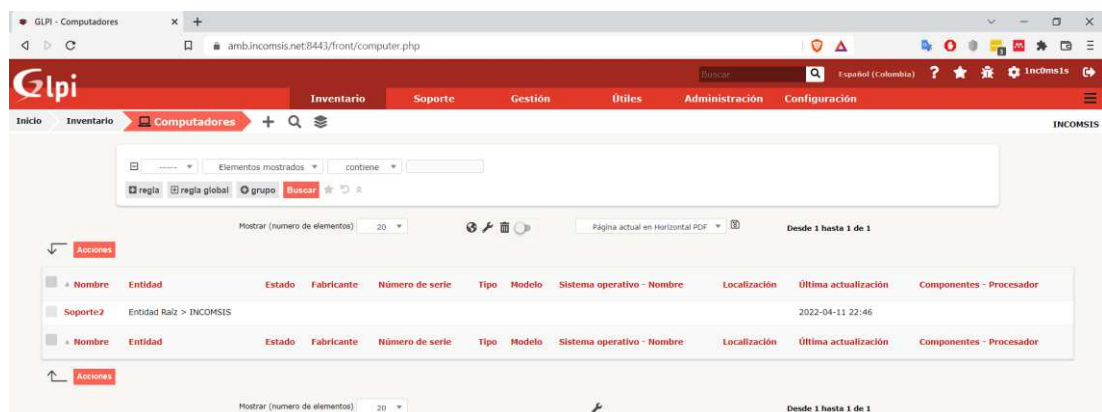 GLPI - Computadores
amb.incomsis.net:8443/front/computer.php
Glpi
Buscar
Español (Colombia)
inc0ms1s
Inventario Soporte Gestión Útiles Administración Configuración
Inicio Inventario Computadores
INCOMSIS
------ Elementos mostrados contiene
regla regla global grupo Buscar
Mostrar (numero de elementos) 20 Página actual en Horizontal PDF Desde 1 hasta 1 de 1
Acciones
Nombre Entidad Estado Fabricante Número de serie Tipo Modelo Sistema operativo - Nombre Localización Última actualización Componentes - Procesador
Soporte2 Entidad Raíz > INCOMSIS 2022-04-11 22:46
Nombre Entidad Estado Fabricante Número de serie Tipo Modelo Sistema operativo - Nombre Localización Última actualización Componentes - Procesador
Acciones
Mostrar (numero de elementos) 20 Desde 1 hasta 1 de 1